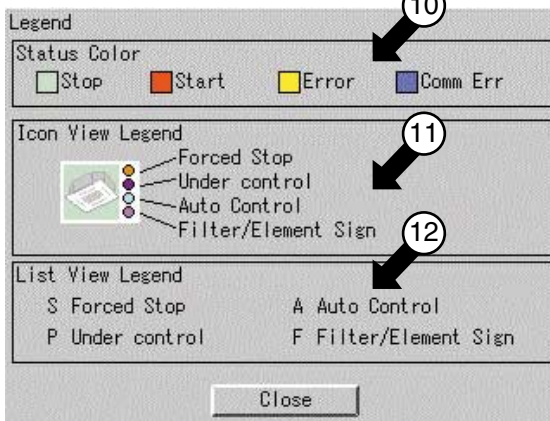 10
Legend
Status Color
Stop Start Error Comm Err
11
Icon View Legend
Forced Stop
Under control
Auto Control
Filter/Element Sign
12
List View Legend
S Forced Stop A Auto Control
P Under control F Filter/Element Sign
Close